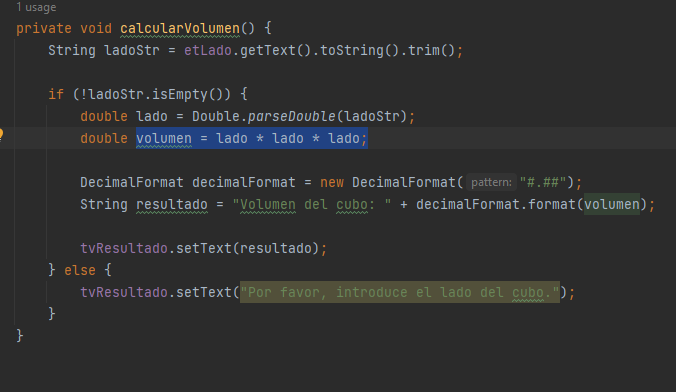 1 usage
private void calcularVolumen() {
String ladoStr = etLado.getText().toString().trim();
if (!ladoStr.isEmpty()) {
double lado = Double.parseDouble(ladoStr);
double volumen = lado * lado * lado;
DecimalFormat decimalFormat = new DecimalFormat( pattern: "#.##");
String resultado = "Volumen del cubo: " + decimalFormat.format(volumen);
tvResultado.setText(resultado);
} else {
tvResultado.setText("Por favor, introduce el lado del cubo.");
}
}